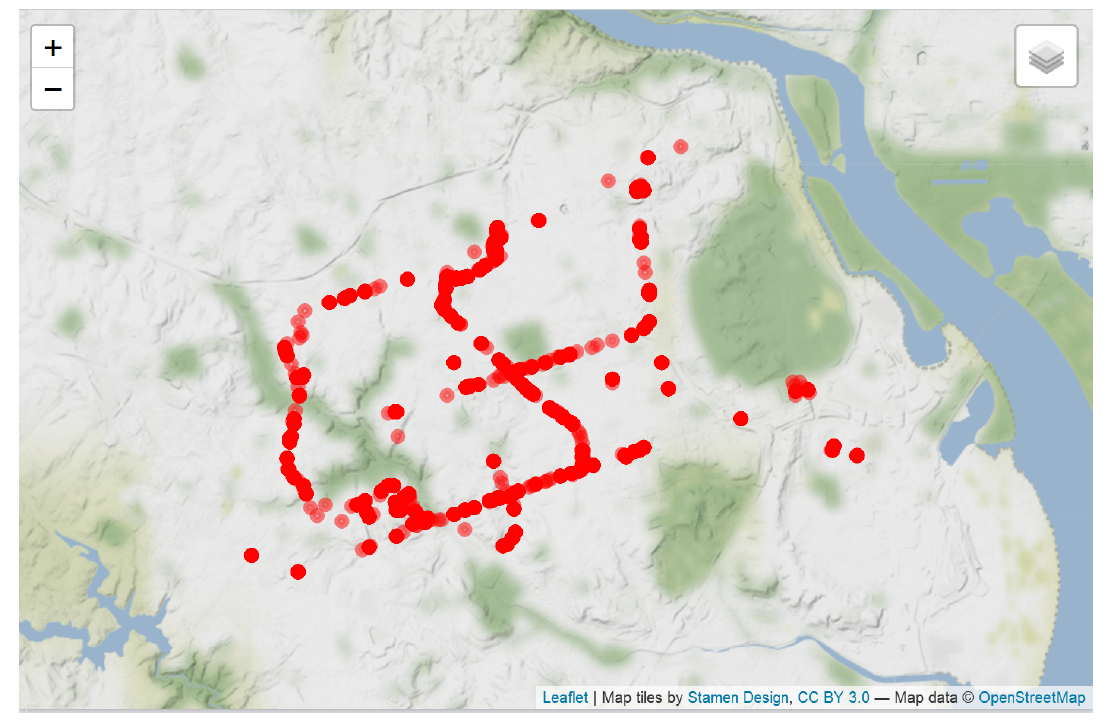 +
−
Leaflet | Map tiles by Stamen Design, CC BY 3.0 — Map data © OpenStreetMap